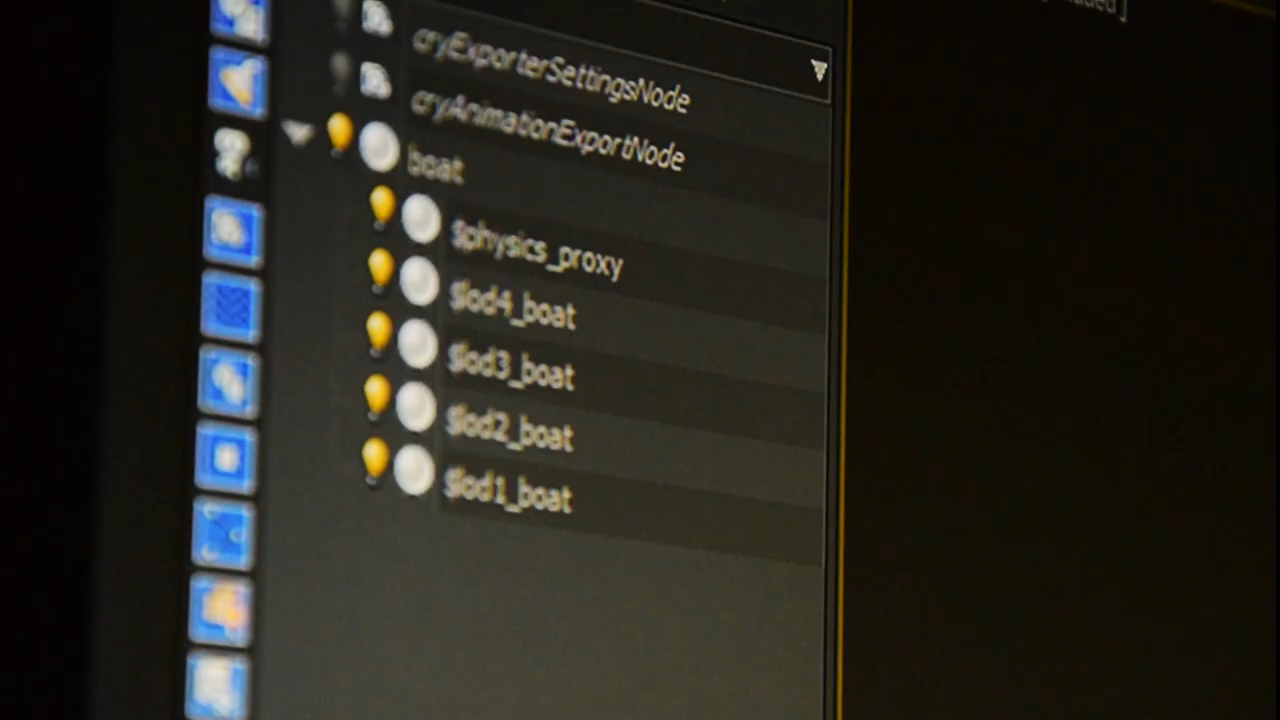 cryExporterSettingsNode
cryAnimationExportNode
boat
$physics_proxy
$lod4_boat
$lod3_boat
$lod2_boat
$lod1_boat